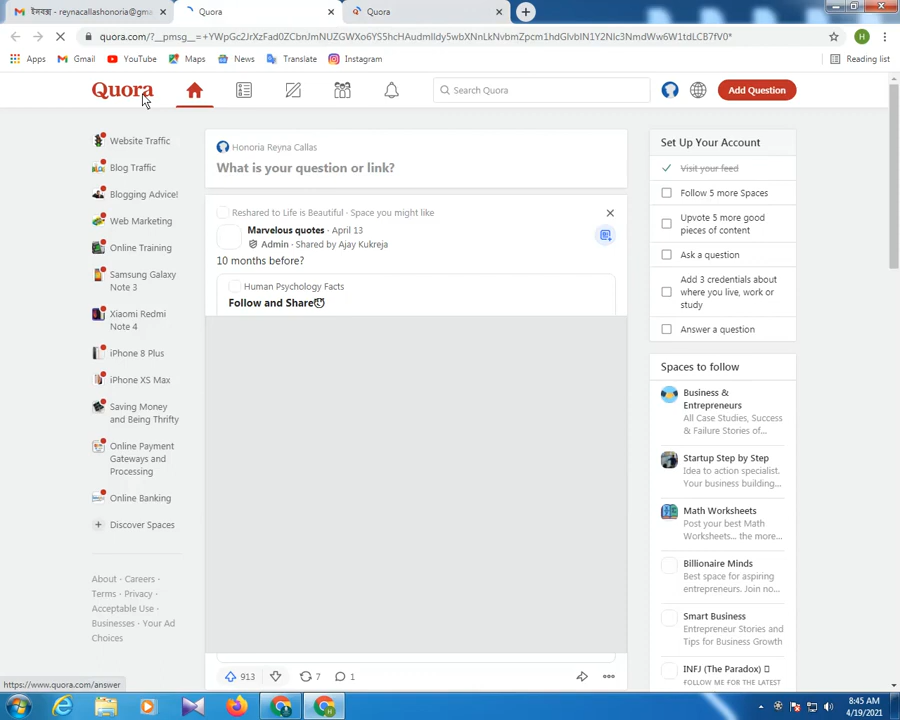 ইনবক্স - reynacallashonoria@gma
Quora
Quora
quora.com/?__pmsg__=+
Apps
Gmail
YouTube
Maps
News
Translate
Instagram
Reading list
Quora
Search Quora
Add Question
Website Traffic
Blog Traffic
Blogging Advice!
Web Marketing
Online Training
Samsung Galaxy
Note 3
Xiaomi Redmi
Note 4
iPhone 8 Plus
iPhone XS Max
Saving Money
and Being Thrifty
Online Payment
Gateways and
Processing
Online Banking
Discover Spaces
About · Careers ·
Terms · Privacy ·
Acceptable Use ·
Businesses · Your Ad
Choices
Honoria Reyna Callas
What is your question or link?
Reshared to Life is Beautiful · Space you might like
Marvelous quotes · April 13
Admin · Shared by Ajay Kukreja
10 months before?
Human Psychology Facts
Follow and Share
913
7
1
Set Up Your Account
Visit your feed
Follow 5 more Spaces
Upvote 5 more good
pieces of content
Ask a question
Add 3 credentials about
where you live, work or
study
Answer a question
Spaces to follow
Business &
Entrepreneurs
All Case Studies, Success
& Failure Stories of...
Startup Step by Step
Idea to action specialist.
Your business building...
Math Worksheets
Post your best Math
Worksheets... the more...
Billionaire Minds
Best space for aspiring
entrepreneurs. Join no...
Smart Business
Entrepreneur Stories and
Tips for Business Growth
INFJ (The Paradox)
FOLLOW ME FOR THE LATEST
https://www.quora.com/answer
8:45 AM
4/19/2021